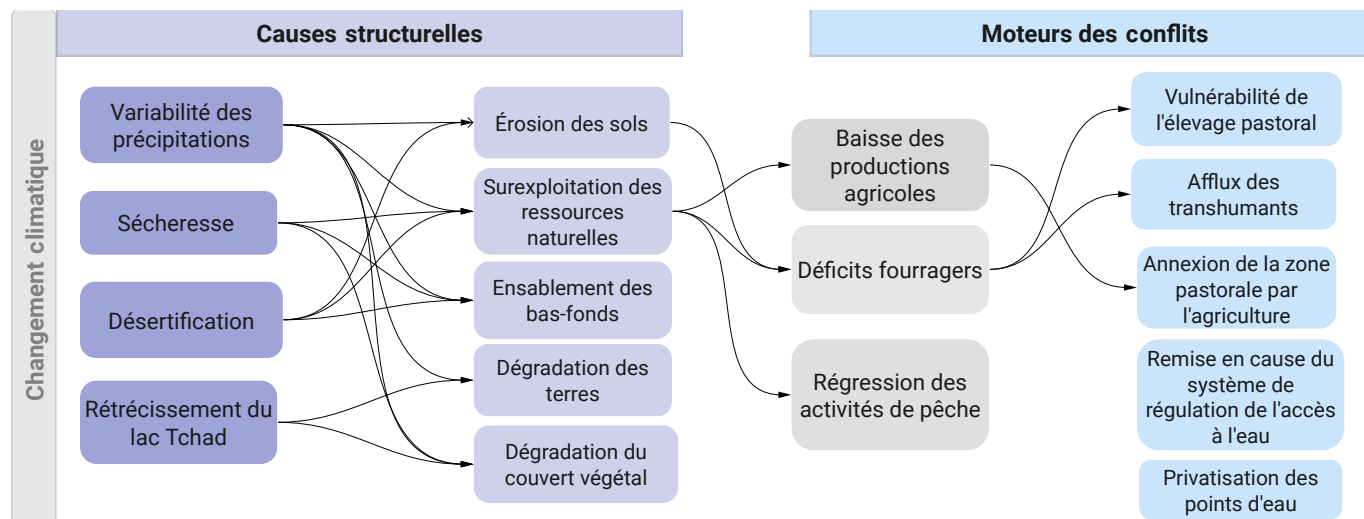 Changement climatique
Causes structurelles
Moteurs des conflits
Variabilité des
précipitations
Sécheresse
Désertification
Rétrécissement du
lac Tchad
Érosion des sols
Surexploitation des
ressources
naturelles
Ensablement des
bas-fonds
Dégradation des
terres
Dégradation du
couvert végétal
Baisse des
productions
agricoles
Déficits fourragers
Régression des
activités de pêche
Vulnérabilité de
l'élevage pastoral
Afflux des
transhumants
Annexion de la zone
pastorale par
l'agriculture
Remise en cause du
système de
régulation de l'accès
à l'eau
Privatisation des
points d'eau